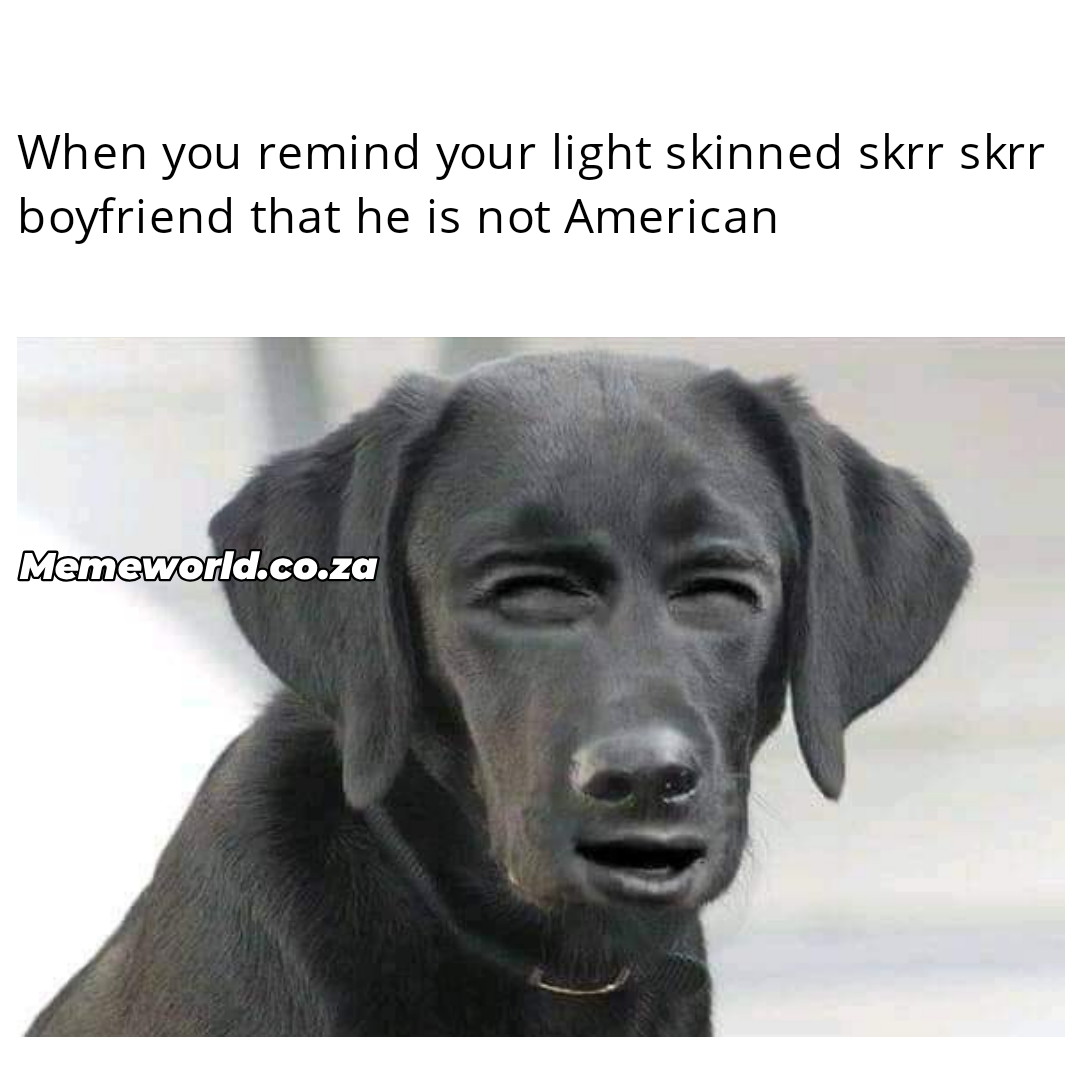 When you remind your light skinned skrr skrr
boyfriend that he is not American
Memeworld.co.za